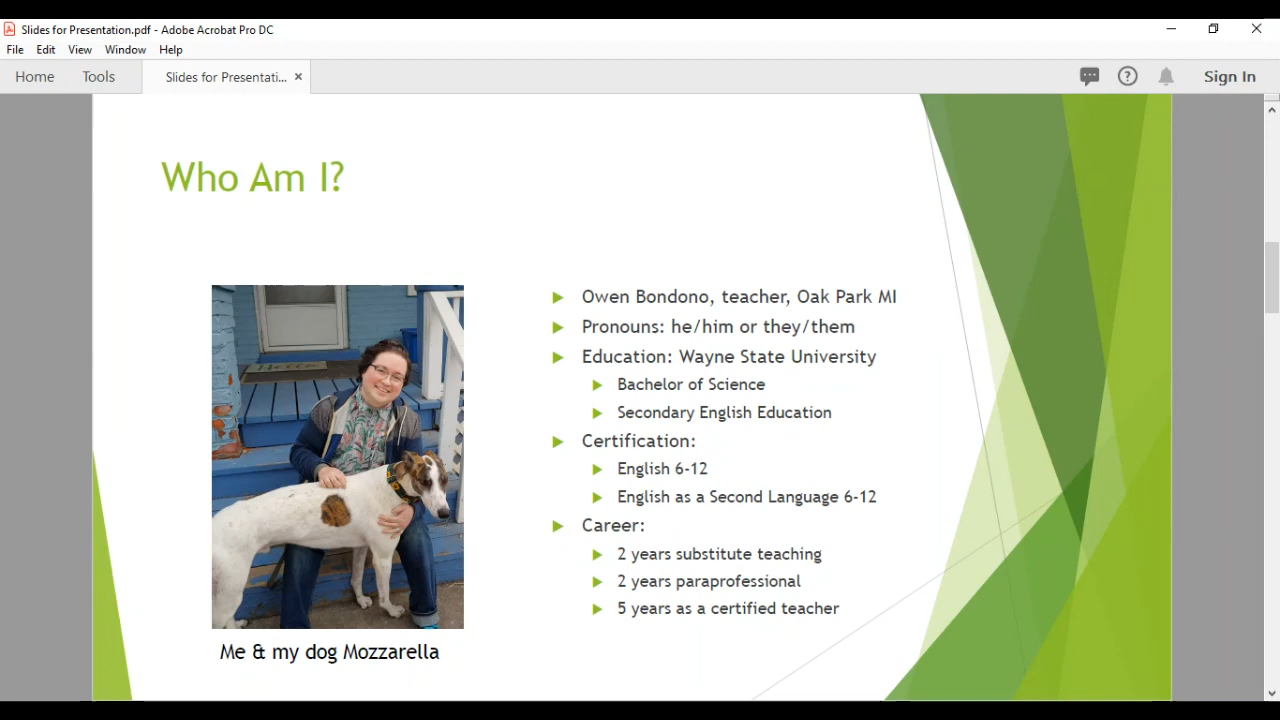 Slides for Presentation.pdf - Adobe Acrobat Pro DC
File Edit View Window Help
Home Tools Slides for Presentati... × Sign In
Who Am I?
Owen Bondono, teacher, Oak Park MI
Pronouns: he/him or they/them
Education: Wayne State University
Bachelor of Science
Secondary English Education
Certification:
English 6-12
English as a Second Language 6-12
Career:
2 years substitute teaching
2 years paraprofessional
5 years as a certified teacher
Me & my dog Mozzarella